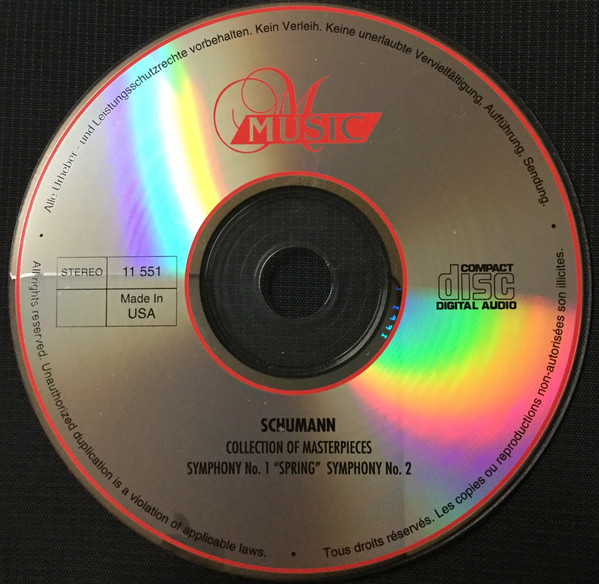 Alle Urheber- und Leistungsschutzrechte vorbehalten. Kein Verleih. Keine unerlaubte Vervielfältigung, Aufführung, Sendung.
M
MUSIC
STEREO
11 551
Made In
USA
COMPACT
disc
DIGITAL AUDIO
SCHUMANN
COLLECTION OF MASTERPIECES
SYMPHONY No. 1 "SPRING" SYMPHONY No. 2
All rights reserved. Unauthorized duplication is a violation of applicable laws.
Tous droits réservés. Les copies ou reproductions non-autorisées son illicites.